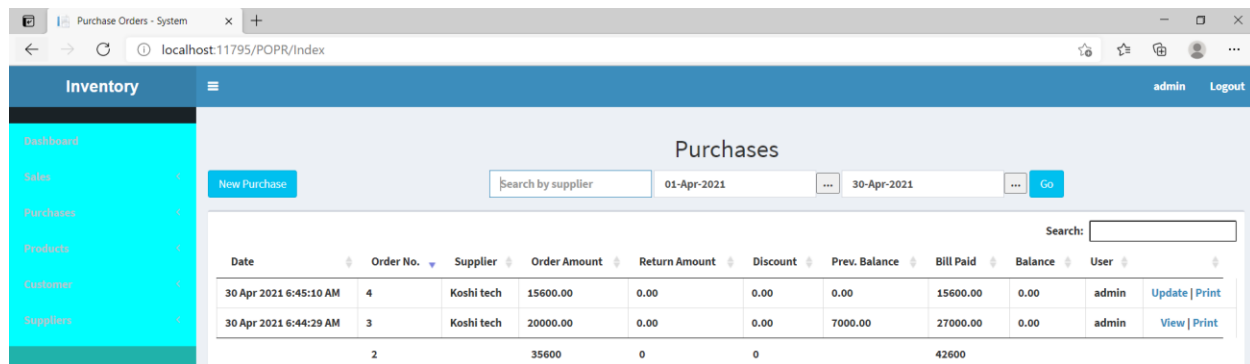 Purchase Orders - System
localhost:11795/POPR/Index
Inventory admin Logout
Dashboard
Sales
Purchases
Products
Customer
Suppliers
Purchases
New Purchase Search by supplier 01-Apr-2021 ... 30-Apr-2021 ... Go
Search:
Date Order No. Supplier Order Amount Return Amount Discount Prev. Balance Bill Paid Balance User
30 Apr 2021 6:45:10 AM 4 Koshi tech 15600.00 0.00 0.00 0.00 15600.00 0.00 admin Update | Print
30 Apr 2021 6:44:29 AM 3 Koshi tech 20000.00 0.00 0.00 7000.00 27000.00 0.00 admin View | Print
2 35600 0 0 42600